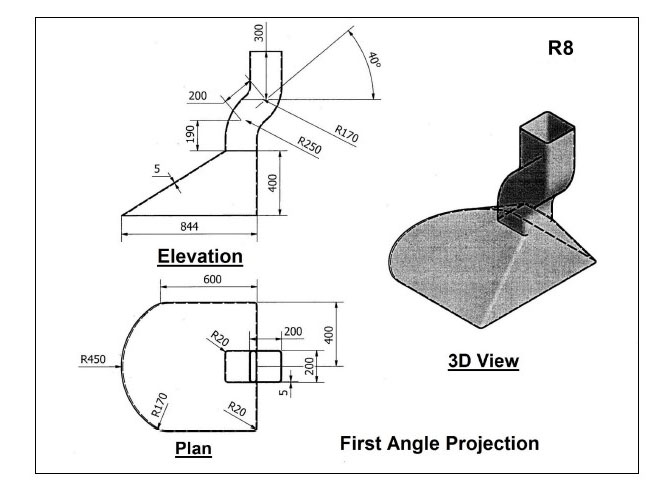 300
R8
40°
200
R170
190
R250
5
400
844
Elevation
600
R20
200
400
R450
200
3D View
R170
R20
5
Plan
First Angle Projection